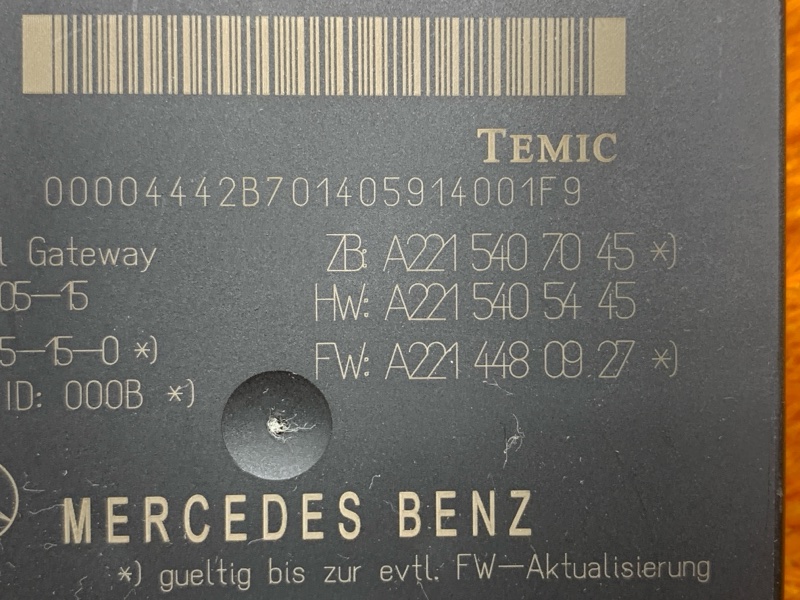 TEMIC
00004442B701405914001F9
l Gateway ZB: A221 540 70 45 *)
05-15 HW: A221 540 54 45
5-15-0 *) FW: A221 448 09 27 *)
ID: 000B *)
MERCEDES BENZ
*) gueltig bis zur evtl. FW-Aktualisierung